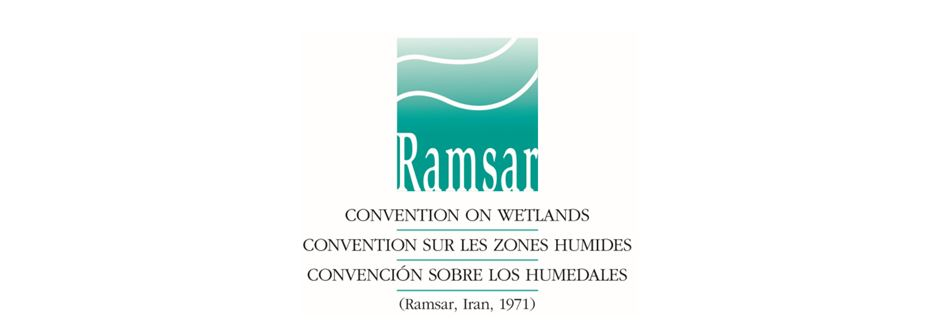 Ramsar
CONVENTION ON WETLANDS
CONVENTION SUR LES ZONES HUMIDES
CONVENCIÓN SOBRE LOS HUMEDALES
(Ramsar, Iran, 1971)